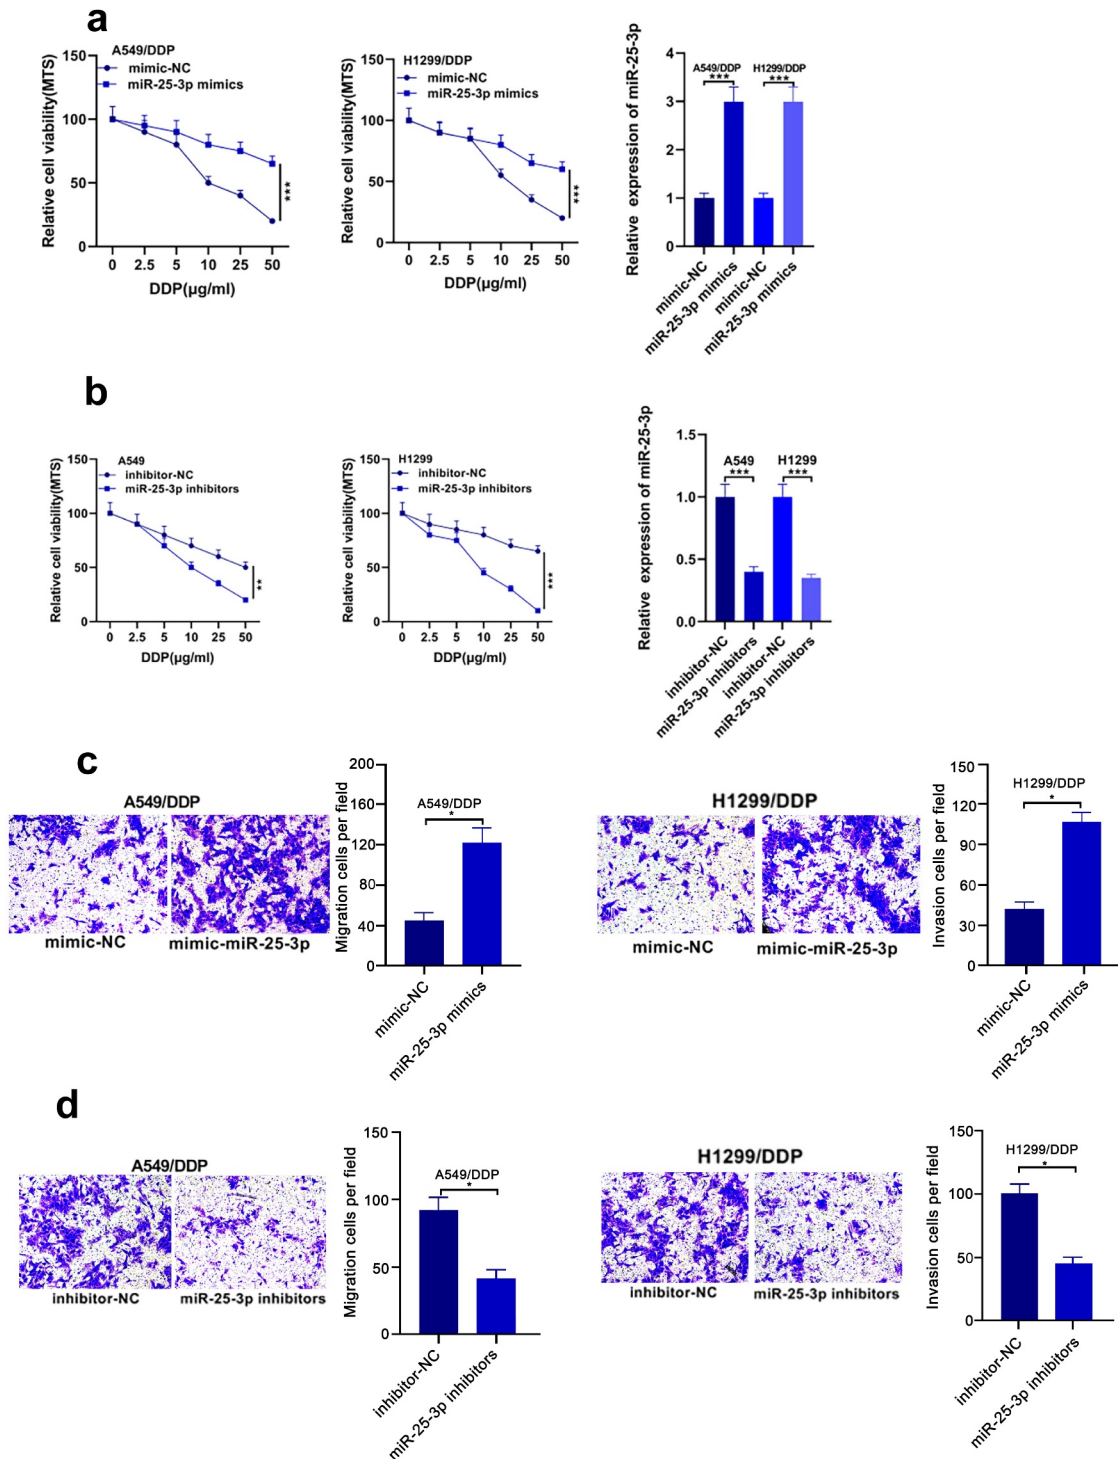 a
A549/DDP
mimic-NC
miR-25-3p mimics
Relative cell viability(MTS)
150
100
50
0
0 2.5 5 10 25 50
DDP(µg/ml)
***
H1299/DDP
mimic-NC
miR-25-3p mimics
Relative cell viability(MTS)
150
100
50
0
0 2.5 5 10 25 50
DDP(µg/ml)
***
Relative expression of miR-25-3p
4
3
2
1
0
A549/DDP H1299/DDP
*** ***
mimic-NC
miR-25-3p mimics
mimic-NC
miR-25-3p mimics
b
A549
inhibitor-NC
miR-25-3p inhibitors
Relative cell viability(MTS)
150
100
50
0
0 2.5 5 10 25 50
DDP(µg/ml)
**
H1299
inhibitor-NC
miR-25-3p inhibitors
Relative cell viability(MTS)
150
100
50
0
0 2.5 5 10 25 50
DDP(µg/ml)
***
Relative expression of miR-25-3p
1.5
1.0
0.5
0.0
A549 H1299
*** ***
inhibitor-NC
miR-25-3p inhibitors
inhibitor-NC
miR-25-3p inhibitors
c
A549/DDP
mimic-NC mimic-miR-25-3p
Migration cells per field
200
160
120
80
40
0
A549/DDP
*
mimic-NC
miR-25-3p mimics
H1299/DDP
mimic-NC mimic-miR-25-3p
Invasion cells per field
150
120
90
60
30
0
H1299/DDP
*
mimic-NC
miR-25-3p mimics
d
A549/DDP
inhibitor-NC miR-25-3p inhibitors
Migration cells per field
150
100
50
0
A549/DDP
*
inhibitor-NC
miR-25-3p inhibitors
H1299/DDP
inhibitor-NC miR-25-3p inhibitors
Invasion cells per field
150
100
50
0
H1299/DDP
*
inhibitor-NC
miR-25-3p inhibitors